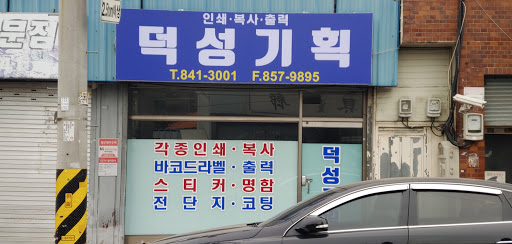 인쇄·복사·출력
덕성기획
T.841-3001 F.857-9895
각종인쇄·복사
바코드라벨·출력
스티커·명함
전단지·코팅
덕성